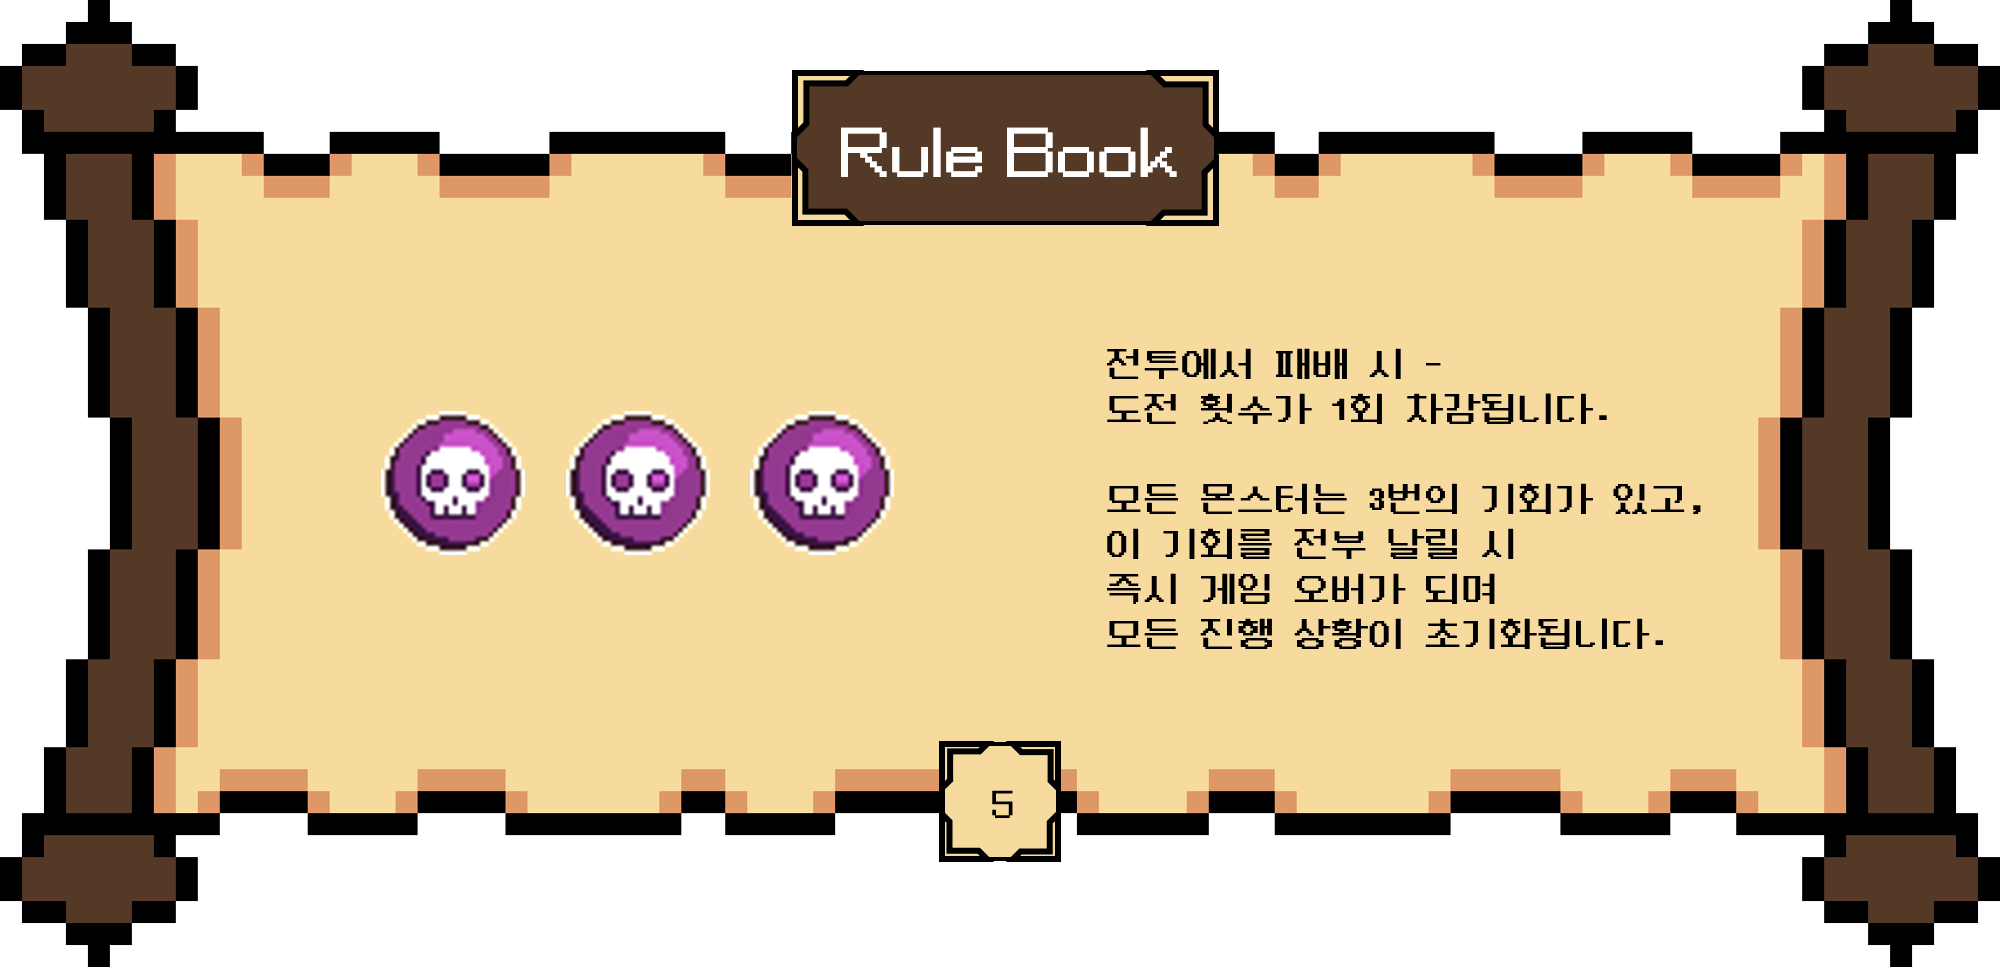 Rule Book
전투에서 패배 시 -
도전 횟수가 1회 차감됩니다.
모든 몬스터는 3번의 기회가 있고,
이 기회를 전부 날릴 시
즉시 게임 오버가 되며
모든 진행 상황이 초기화됩니다.
5